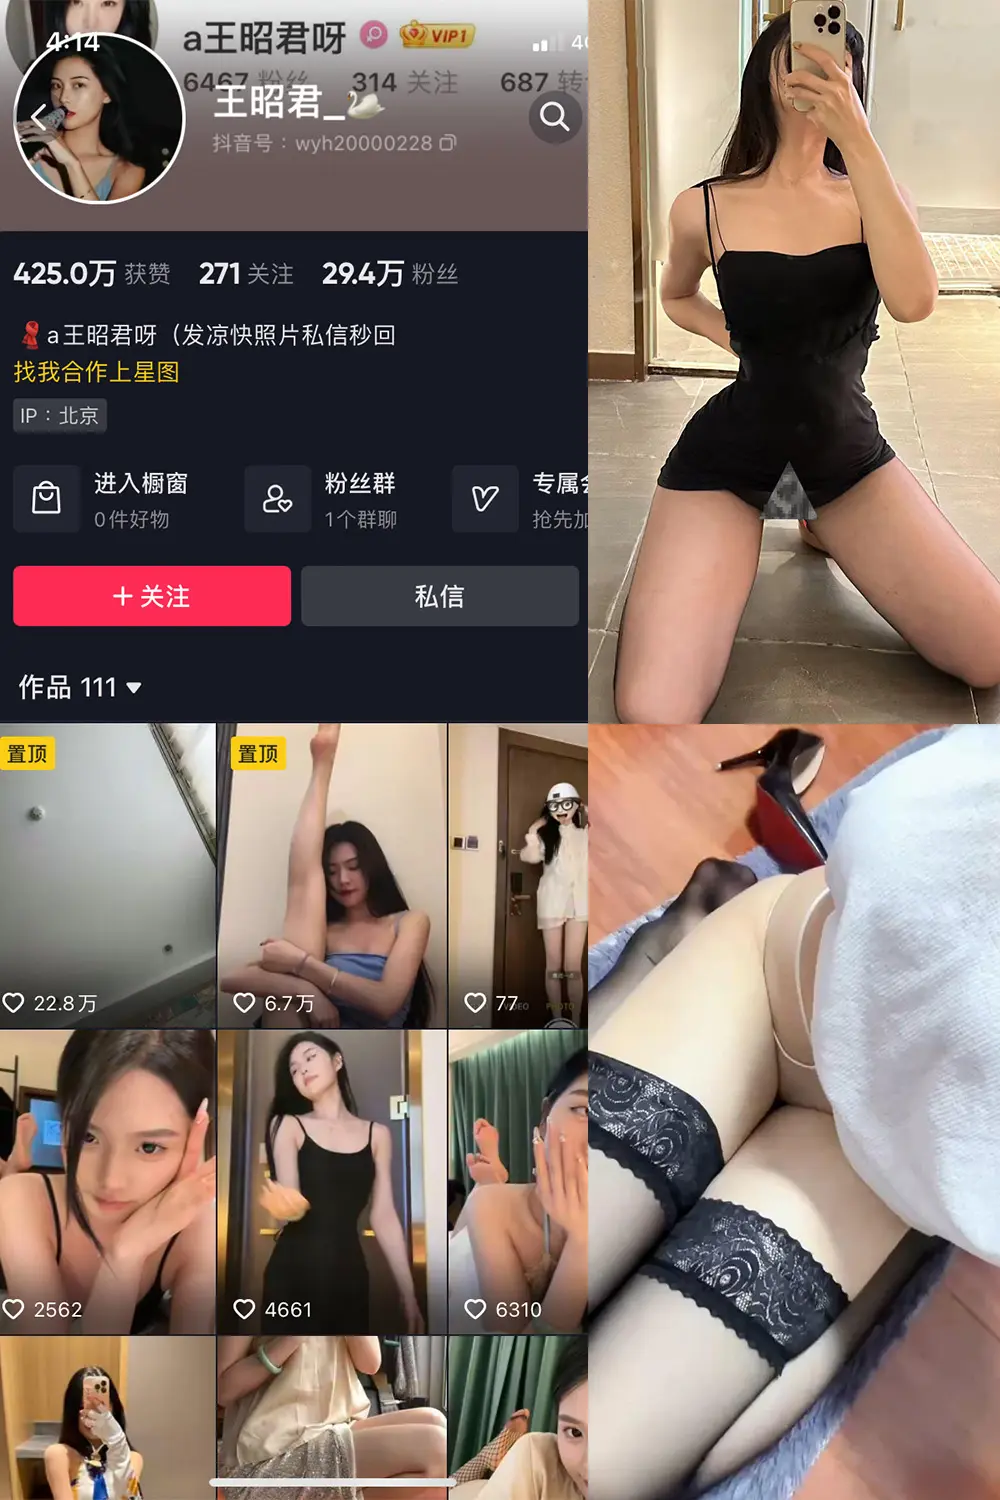 4:14
a王昭君呀
VIP1
6467 粉丝 314 关注 687 转
王昭君_
抖音号：wyh20000228
425.0万 获赞 271 关注 29.4万 粉丝
a王昭君呀（发凉快照片私信秒回
找我合作上星图
IP：北京
进入橱窗
0件好物
粉丝群
1个群聊
专属会
抢先加
+ 关注
私信
作品 111
置顶
置顶
22.8万
6.7万
77
VIDEO
PHOTO
2562
4661
6310